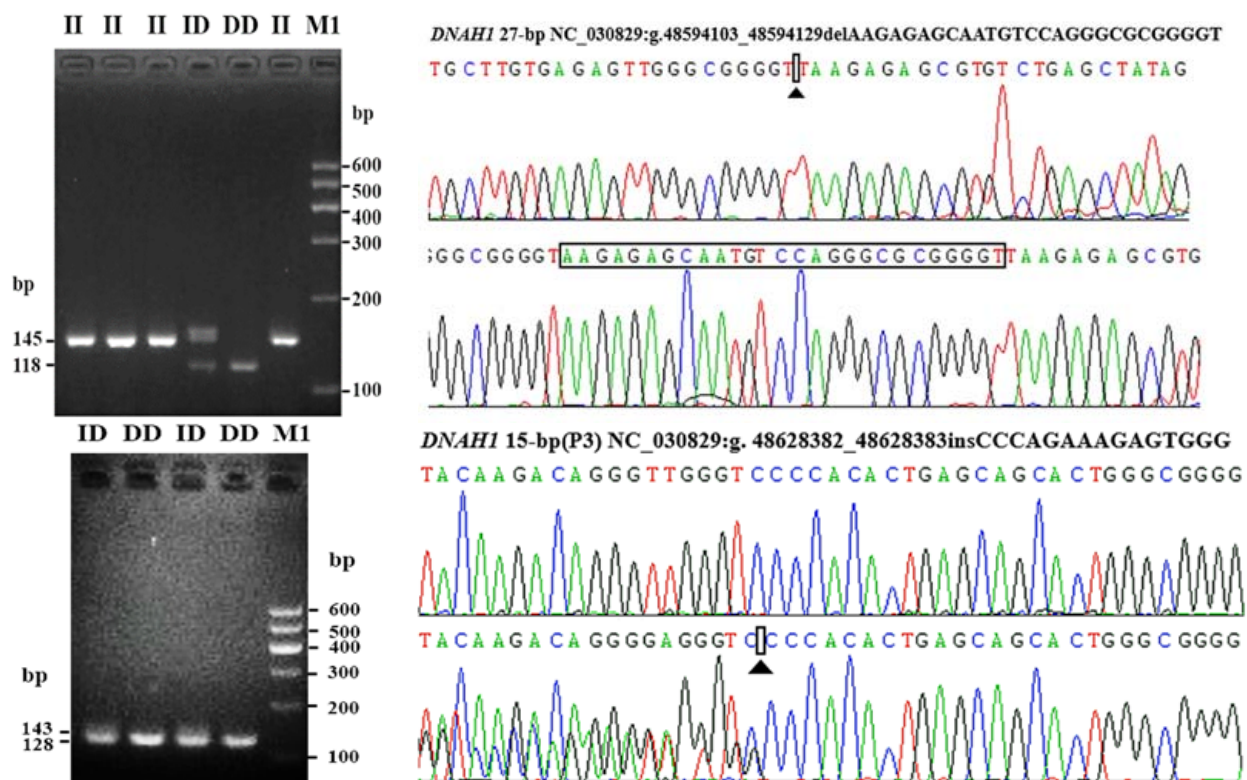 II II II ID DD II M1
bp
600
500
400
300
200
100
bp
145
118
ID DD ID DD M1
bp
600
500
400
300
200
100
bp
143
128
DNAH1 27-bp NC_030829:g.48594103_48594129delAAGAGAGCAATGTCCAGGGCGCGGGGT
TGCTTGTGAGAGTTGGGCGGGGTTAAGAGAGCGTGTCTGAGCTATAG
GGGCGGGGTAAGAGAGCAATGTCCAGGGCGCGGGGTTAAGAGAGCGTG
DNAH1 15-bp(P3) NC_030829:g. 48628382_48628383insCCCAGAAAGAGTGGG
TACAAGACAGGGTTGGGTCCCCACACTGAGCAGCACTGGGCGGGG
TACAAGACAGGGGAGGGTCCCCACACTGAGCAGCACTGGGCGGGG